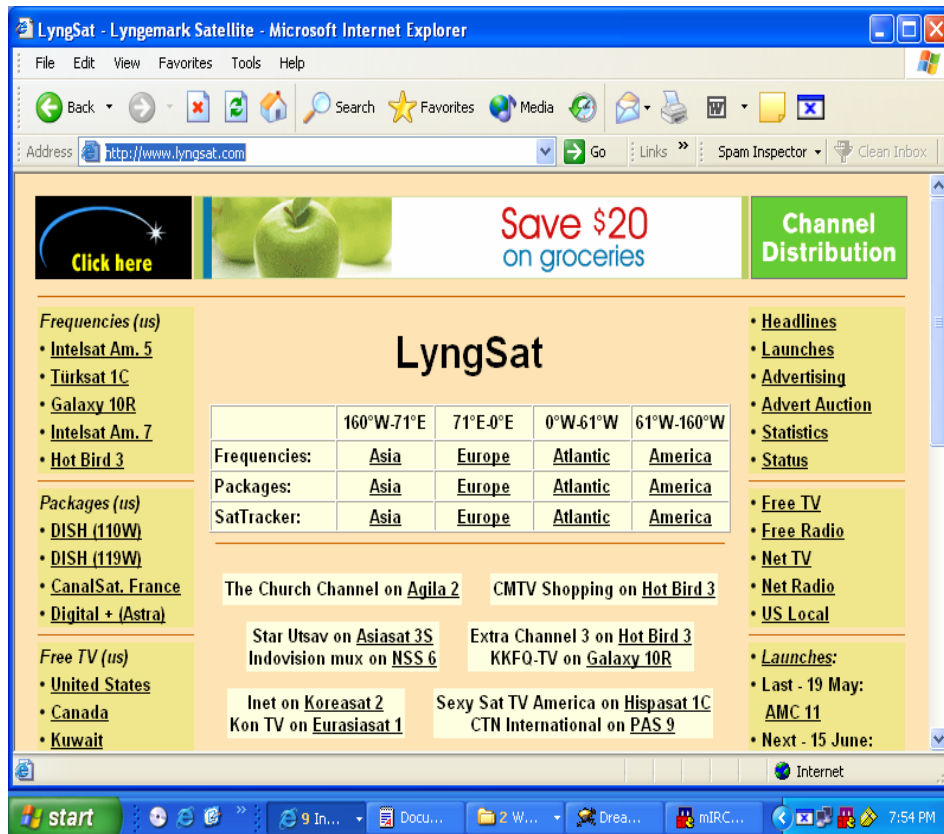 LyngSat - Lyngemark Satellite - Microsoft Internet Explorer
File Edit View Favorites Tools Help
Back Search Favorites Media
Address http://www.lyngsat.com Go Links » Spam Inspector Clean Inbox
Click here
Save $20
on groceries
Channel
Distribution
Frequencies (us)
• Intelsat Am. 5
• Türksat 1C
• Galaxy 10R
• Intelsat Am. 7
• Hot Bird 3
Packages (us)
• DISH (110W)
• DISH (119W)
• CanalSat. France
• Digital + (Astra)
Free TV (us)
• United States
• Canada
• Kuwait
LyngSat
160°W-71°E 71°E-0°E 0°W-61°W 61°W-160°W
Frequencies: Asia Europe Atlantic America
Packages: Asia Europe Atlantic America
SatTracker: Asia Europe Atlantic America
The Church Channel on Agila 2
CMTV Shopping on Hot Bird 3
Star Utsav on Asiasat 3S
Indovision mux on NSS 6
Extra Channel 3 on Hot Bird 3
KKFQ-TV on Galaxy 10R
Inet on Koreasat 2
Kon TV on Eurasiasat 1
Sexy Sat TV America on Hispasat 1C
CTN International on PAS 9
• Headlines
• Launches
• Advertising
• Advert Auction
• Statistics
• Status
• Free TV
• Free Radio
• Net TV
• Net Radio
• US Local
• Launches:
• Last - 19 May:
AMC 11
• Next - 15 June:
Internet
start » 9 In... Docu... 2 W... Drea... mIRC... 7:54 PM